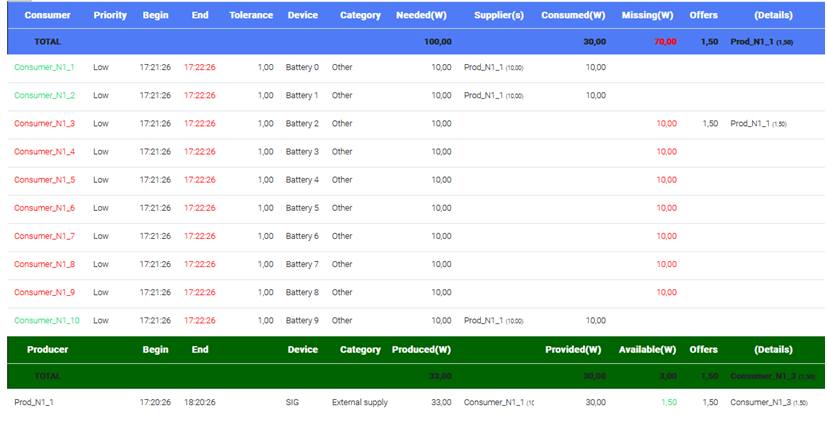 Consumer Priority Begin End Tolerance Device Category Needed(W) Supplier(s) Consumed(W) Missing(W) Offers (Details)
TOTAL 100,00 30,00 70,00 1,50 Prod_N1_1 (1,50)
Consumer_N1_1 Low 17:21:26 17:22:26 1,00 Battery 0 Other 10,00 Prod_N1_1 (10,00) 10,00
Consumer_N1_2 Low 17:21:26 17:22:26 1,00 Battery 1 Other 10,00 Prod_N1_1 (10,00) 10,00
Consumer_N1_3 Low 17:21:26 17:22:26 1,00 Battery 2 Other 10,00 10,00 1,50 Prod_N1_1 (1,50)
Consumer_N1_4 Low 17:21:26 17:22:26 1,00 Battery 3 Other 10,00 10,00
Consumer_N1_5 Low 17:21:26 17:22:26 1,00 Battery 4 Other 10,00 10,00
Consumer_N1_6 Low 17:21:26 17:22:26 1,00 Battery 5 Other 10,00 10,00
Consumer_N1_7 Low 17:21:26 17:22:26 1,00 Battery 6 Other 10,00 10,00
Consumer_N1_8 Low 17:21:26 17:22:26 1,00 Battery 7 Other 10,00 10,00
Consumer_N1_9 Low 17:21:26 17:22:26 1,00 Battery 8 Other 10,00 10,00
Consumer_N1_10 Low 17:21:26 17:22:26 1,00 Battery 9 Other 10,00 Prod_N1_1 (10,00) 10,00
Producer Begin End Device Category Produced(W) Provided(W) Available(W) Offers (Details)
TOTAL 33,00 30,00 3,00 1,50 Consumer_N1_3 (1,50)
Prod_N1_1 17:20:26 18:20:26 SIG External supply 33,00 Consumer_N1_1 (10 30,00 1,50 1,50 Consumer_N1_3 (1,50)